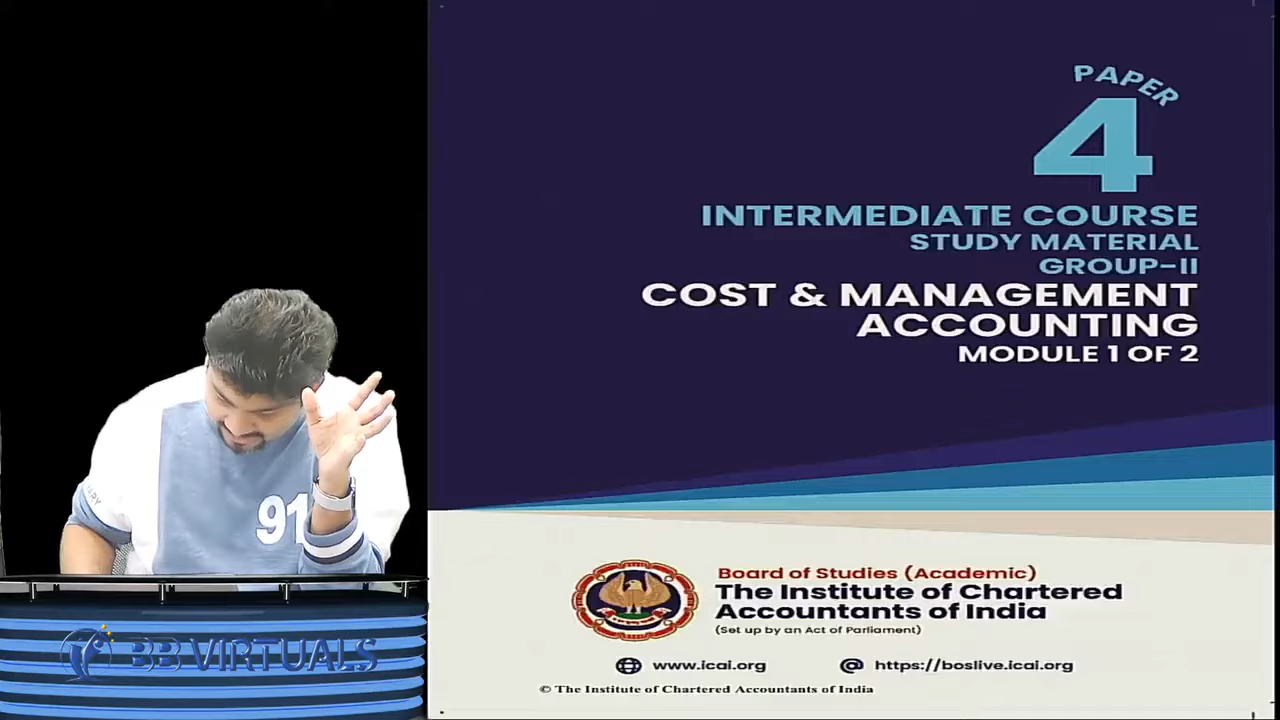 PAPER
4
INTERMEDIATE COURSE
STUDY MATERIAL
GROUP-II
COST & MANAGEMENT
ACCOUNTING
MODULE 1 OF 2
91
BB VIRTUALS
Board of Studies (Academic)
The Institute of Chartered
Accountants of India
(Set up by an Act of Parliament)
www.icai.org
https://boslive.icai.org
© The Institute of Chartered Accountants of India